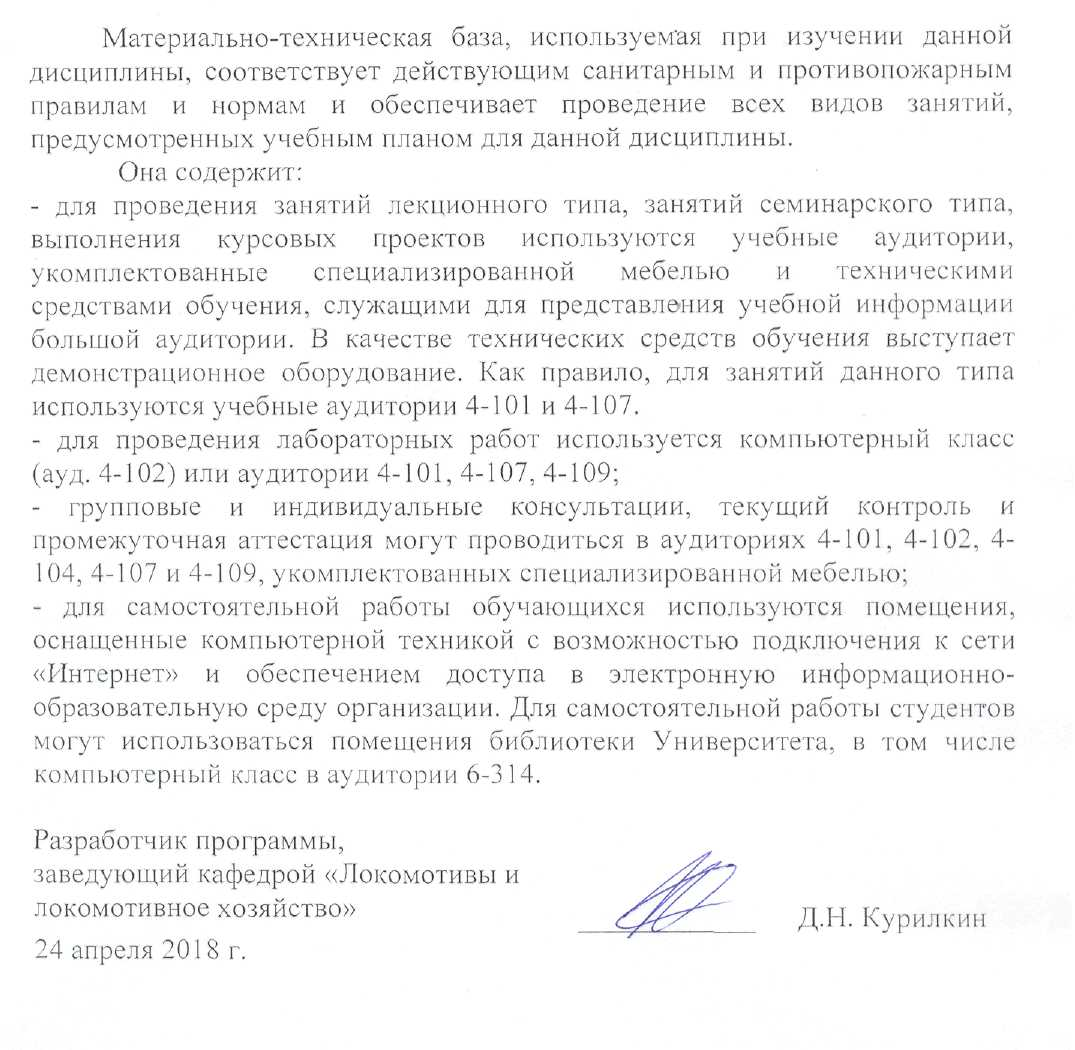 Материально-техническая база, используемая при изучении данной
дисциплины, соответствует действующим санитарным и противопожарным
правилам и нормам и обеспечивает проведение всех видов занятий,
предусмотренных учебным планом для данной дисциплины.
Она содержит:
- для проведения занятий лекционного типа, занятий семинарского типа,
выполнения курсовых проектов используются учебные аудитории,
укомплектованные специализированной мебелью и техническими
средствами обучения, служащими для представления учебной информации
большой аудитории. В качестве технических средств обучения выступает
демонстрационное оборудование. Как правило, для занятий данного типа
используются учебные аудитории 4-101 и 4-107.
- для проведения лабораторных работ используется компьютерный класс
(ауд. 4-102) или аудитории 4-101, 4-107, 4-109;
- групповые и индивидуальные консультации, текущий контроль и
промежуточная аттестация могут проводиться в аудиториях 4-101, 4-102, 4-
104, 4-107 и 4-109, укомплектованных специализированной мебелью;
- для самостоятельной работы обучающихся используются помещения,
оснащенные компьютерной техникой с возможностью подключения к сети
«Интернет» и обеспечением доступа в электронную информационно-
образовательную среду организации. Для самостоятельной работы студентов
могут использоваться помещения библиотеки Университета, в том числе
компьютерный класс в аудитории 6-314.
Разработчик программы,
заведующий кафедрой «Локомотивы и
локомотивное хозяйство»
Д.Н. Курилкин
24 апреля 2018 г.